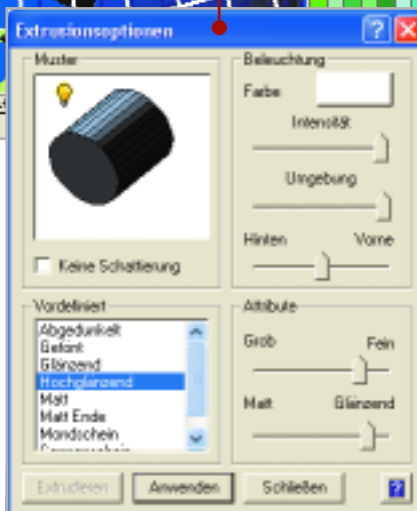 Extrusionsoptionen
Muster
Keine Schattierung
Beleuchtung
Farbe
Intensität
Umgebung
Hinten Vorne
Vordefiniert
Abgedunkelt
Getönt
Glänzend
Hochglänzend
Matt
Matt Ende
Mondschein
Attribute
Grob Fein
Matt Glänzend
Extrudieren Anwenden Schließen ?